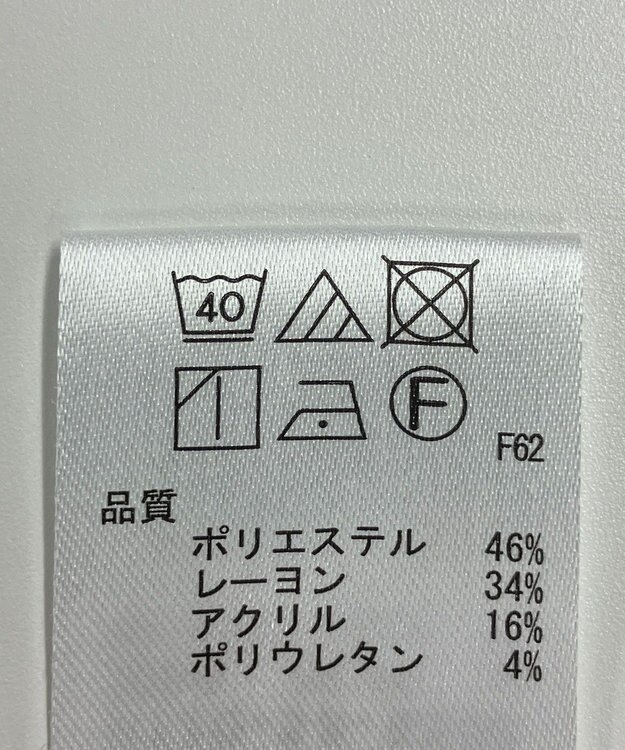 40
F
F62
品質
ポリエステル 46%
レーヨン 34%
アクリル 16%
ポリウレタン 4%